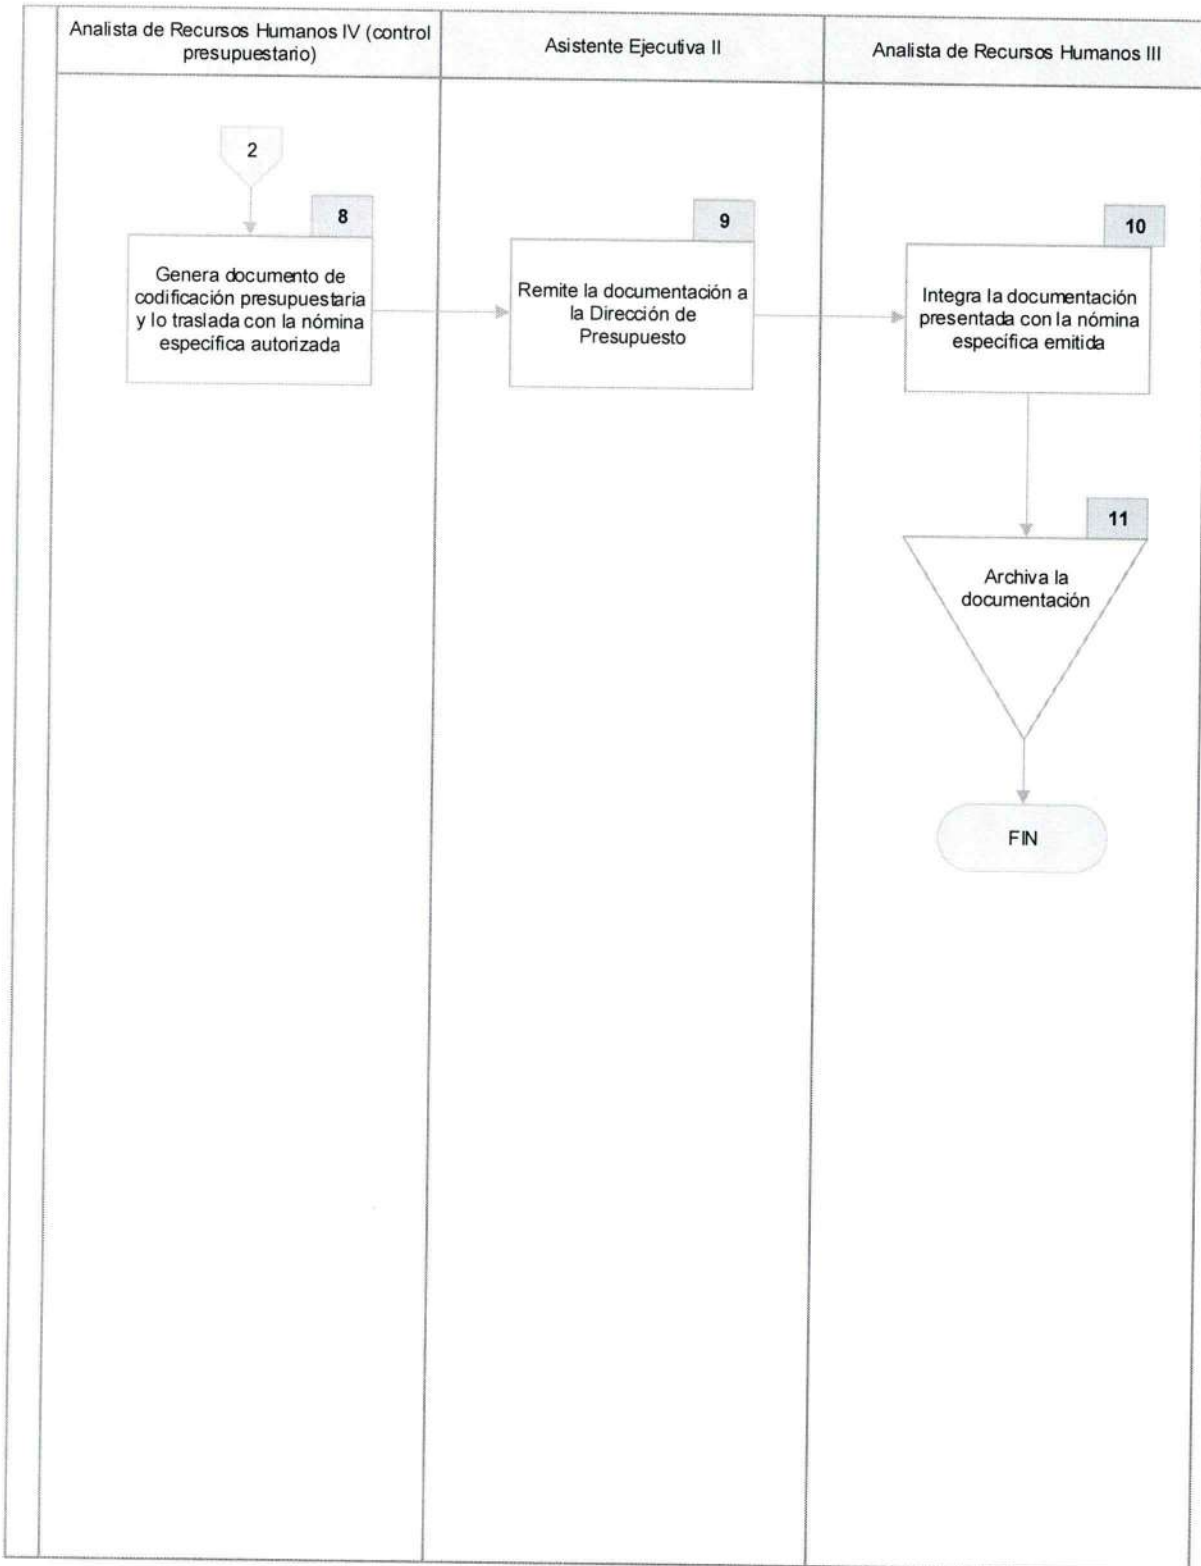 Analista de Recursos Humanos IV (control
presupuestario)
Asistente Ejecutiva II
Analista de Recursos Humanos III
2
8
Genera documento de
codificación presupuestaria
y lo traslada con la nómina
específica autorizada
9
Remite la documentación a
la Dirección de
Presupuesto
10
Integra la documentación
presentada con la nómina
específica emitida
11
Archiva la
documentación
FIN